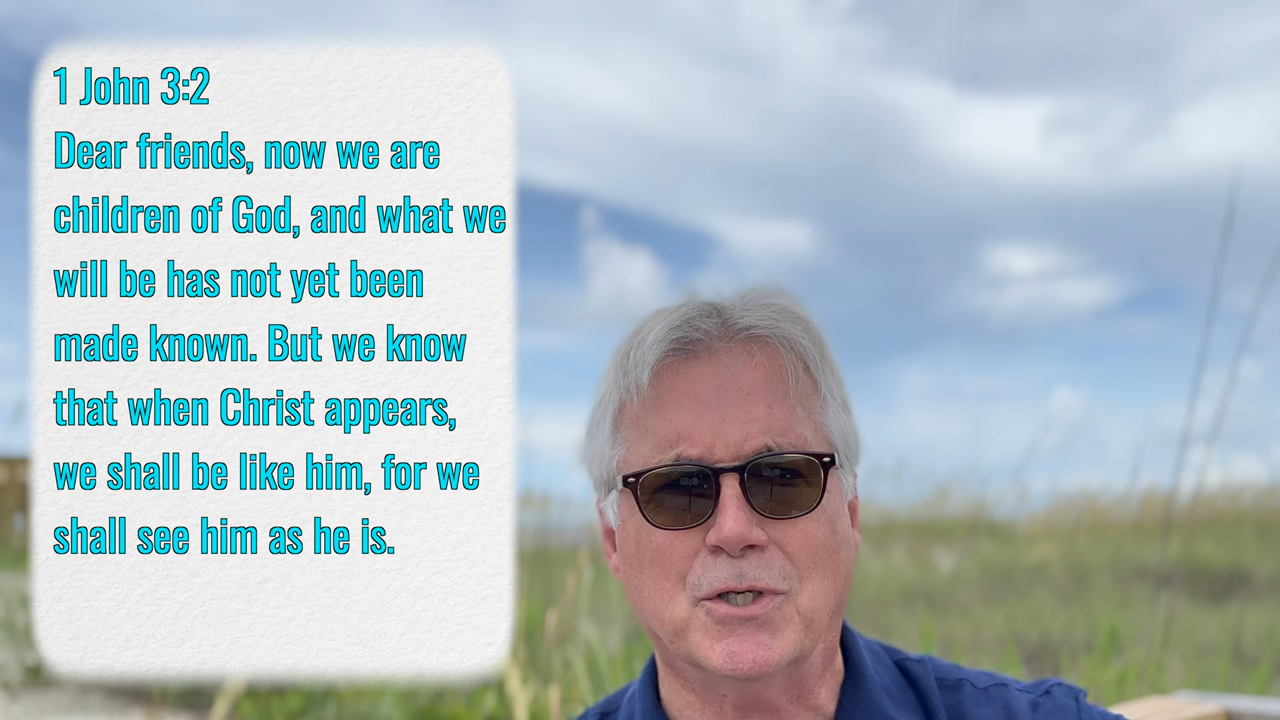 1 John 3:2
Dear friends, now we are
children of God, and what we
will be has not yet been
made known. But we know
that when Christ appears,
we shall be like him, for we
shall see him as he is.